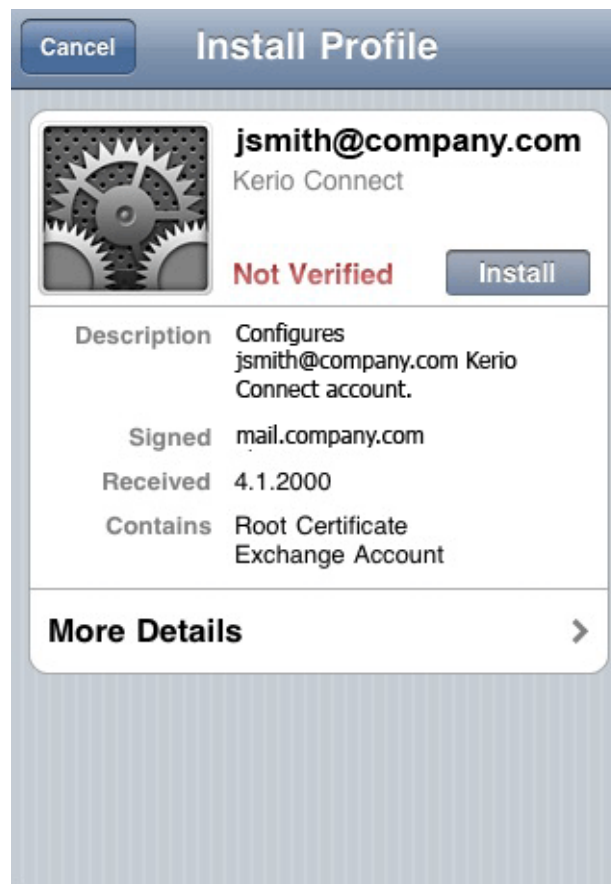 Cancel
Install Profile
jsmith@company.com
Kerio Connect
Not Verified
Install
Description
Configures
jsmith@company.com Kerio
Connect account.
Signed
mail.company.com
Received
4.1.2000
Contains
Root Certificate
Exchange Account
More Details